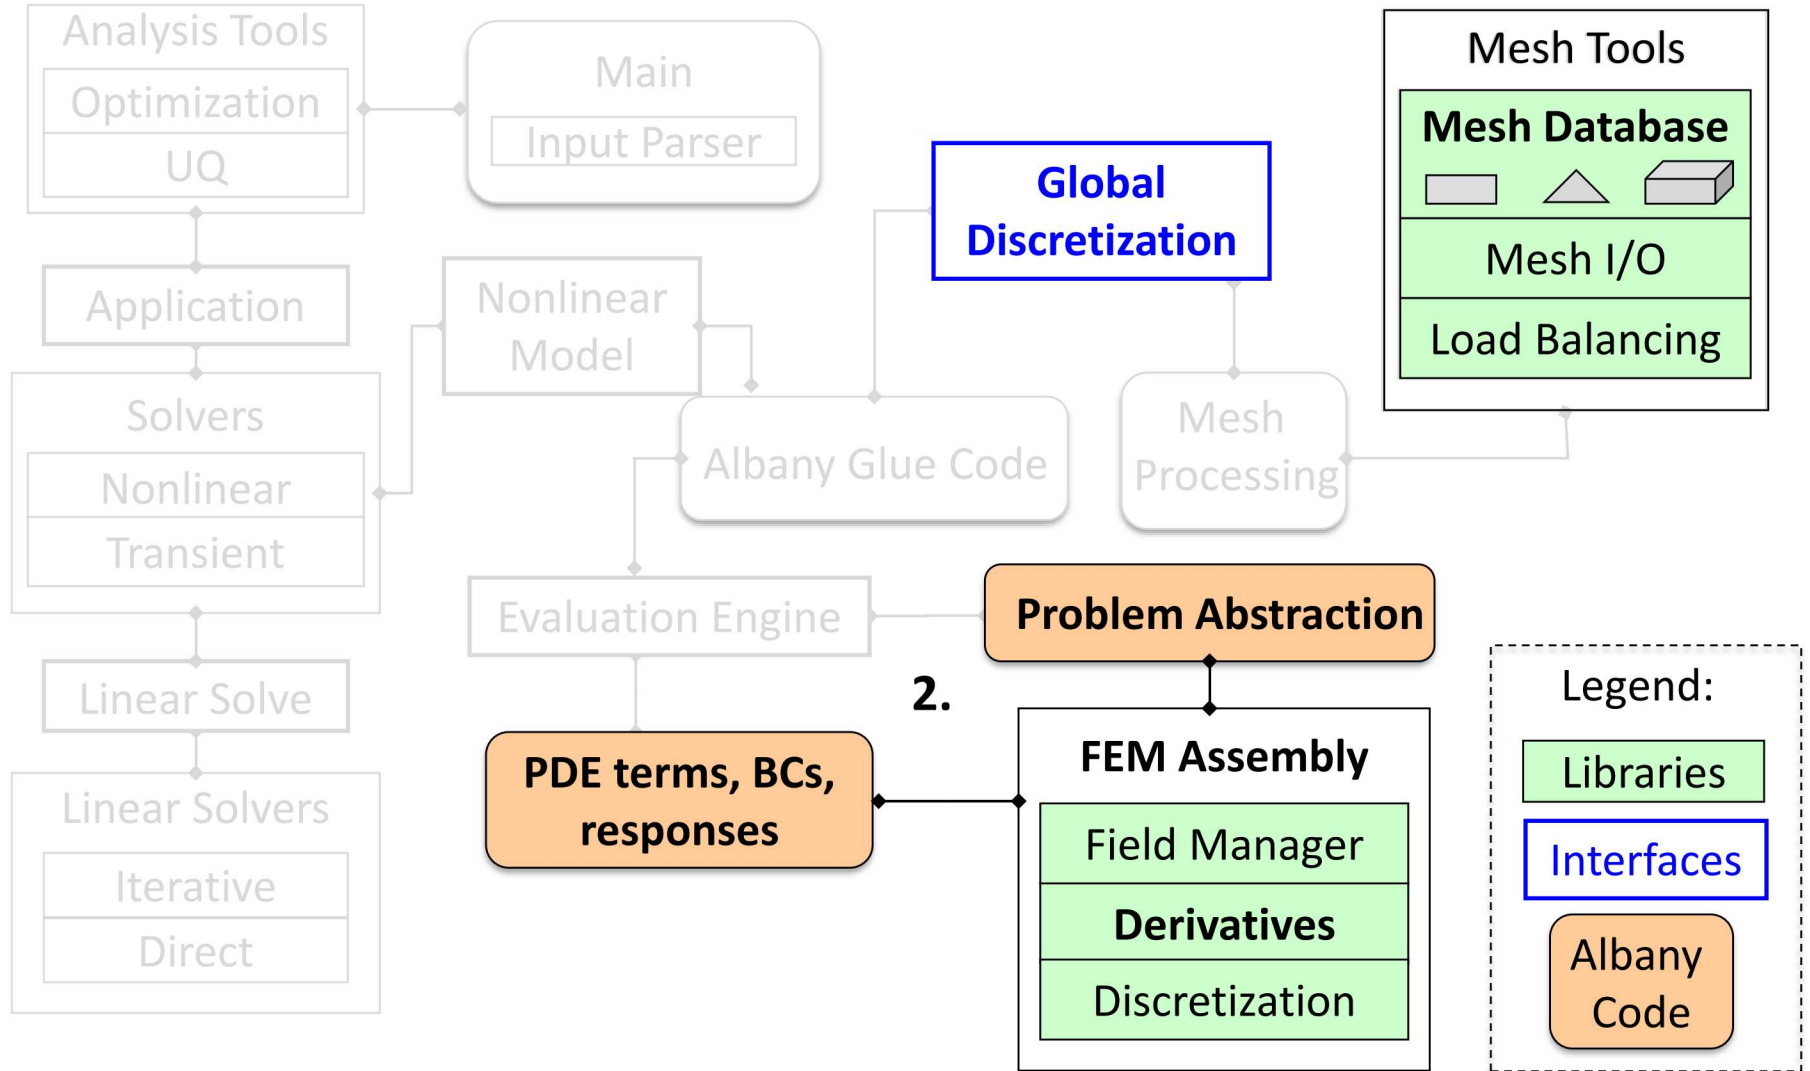 Analysis Tools
Optimization
UQ
Main
Input Parser
Application
Solvers
Nonlinear
Transient
Linear Solve
Linear Solvers
Iterative
Direct
Nonlinear
Model
Global
Discretization
Albany Glue Code
Mesh
Processing
Mesh Tools
Mesh Database
Mesh I/O
Load Balancing
Evaluation Engine
Problem Abstraction
2.
PDE terms, BCs,
responses
FEM Assembly
Field Manager
Derivatives
Discretization
Legend:
Libraries
Interfaces
Albany
Code